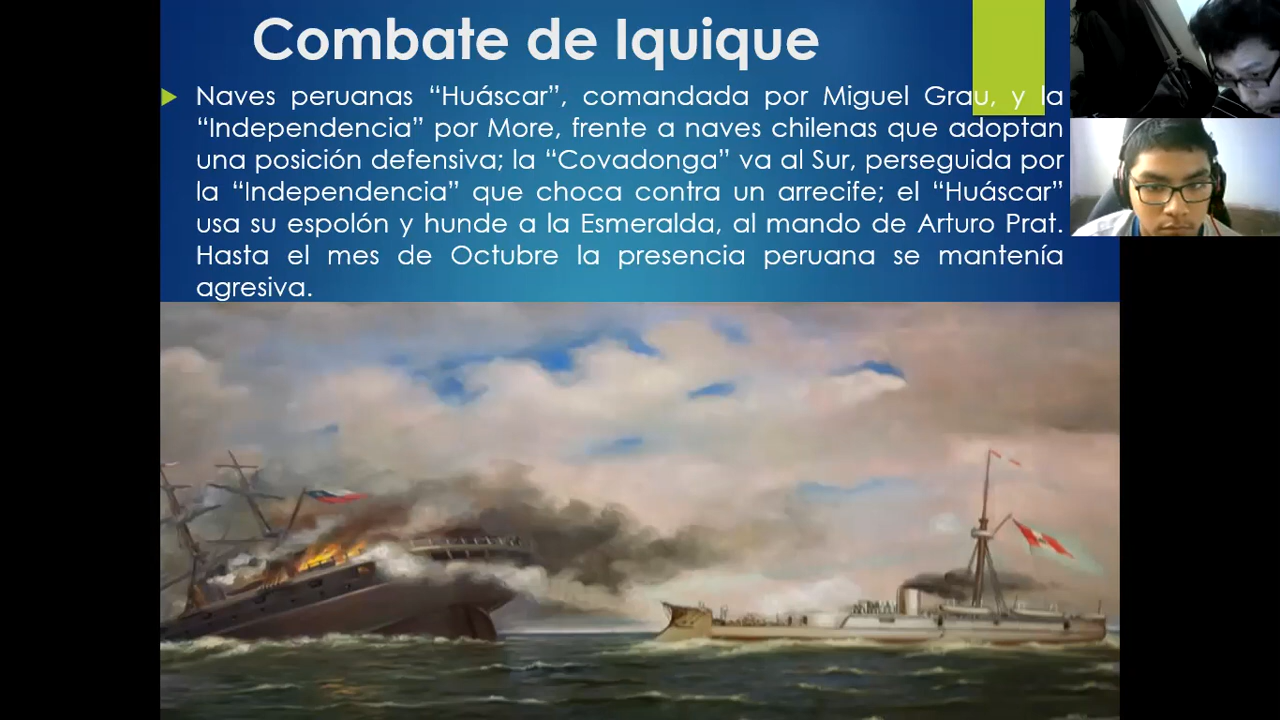 Combate de Iquique
Naves peruanas “Huáscar”, comandada por Miguel Grau, y la
“Independencia” por More, frente a naves chilenas que adoptan
una posición defensiva; la “Covadonga” va al Sur, perseguida por
la “Independencia” que choca contra un arrecife; el “Huáscar”
usa su espolón y hunde a la Esmeralda, al mando de Arturo Prat.
Hasta el mes de Octubre la presencia peruana se mantenía
agresiva.